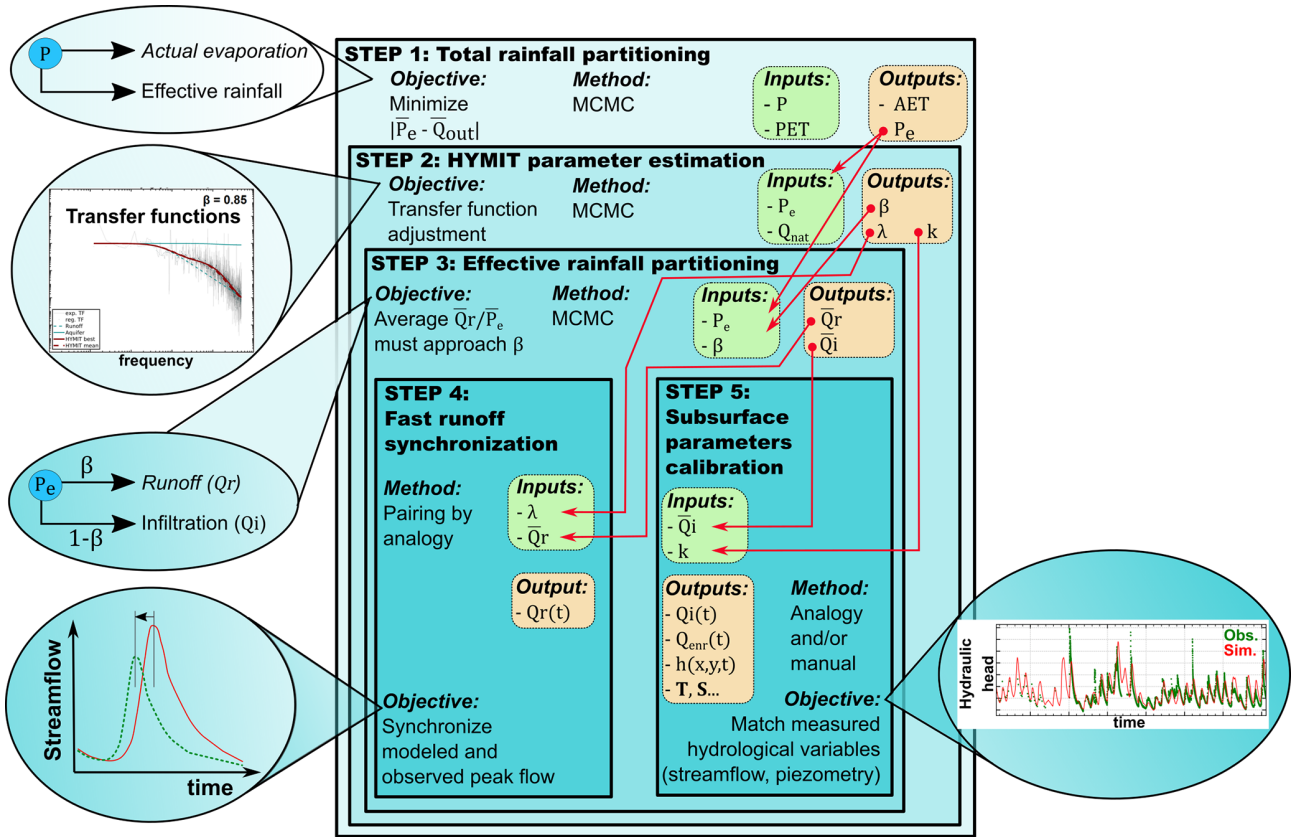 P
Actual evaporation
Effective rainfall
STEP 1: Total rainfall partitioning
Objective:
Minimize
|P̅e - Q̅out|
Method:
MCMC
Inputs:
- P
- PET
Outputs:
- AET
- Pe
β = 0.85
Transfer functions
exp. TF
reg. TF
Runoff
Aquifer
HYMIT best
HYMIT mean
frequency
STEP 2: HYMIT parameter estimation
Objective:
Transfer function
adjustment
Method:
MCMC
Inputs:
- Pe
- Qnat
Outputs:
β
λ
k
STEP 3: Effective rainfall partitioning
Objective:
Average Q̅r/P̅e
must approach β
Method:
MCMC
Inputs:
- Pe
- β
Outputs:
Q̅r
Q̅i
Pe
β
Runoff (Qr)
1-β
Infiltration (Qi)
STEP 4:
Fast runoff
synchronization
Method:
Pairing by
analogy
Inputs:
- λ
- Q̅r
Output:
- Qr(t)
Objective:
Synchronize
modeled and
observed peak flow
STEP 5:
Subsurface
parameters
calibration
Inputs:
- Q̅i
- k
Outputs:
- Qi(t)
- Qenr(t)
- h(x,y,t)
- T, S...
Method:
Analogy
and/or
manual
Objective:
Match measured
hydrological variables
(streamflow, piezometry)
Streamflow
time
Hydraulic
head
Obs.
Sim.
time